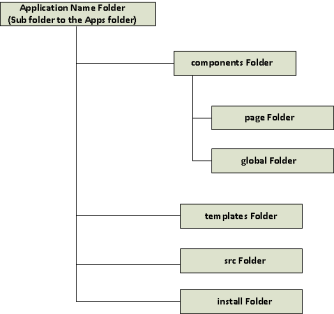 Application Name Folder
(Sub folder to the Apps folder)
components Folder
page Folder
global Folder
templates Folder
src Folder
install Folder